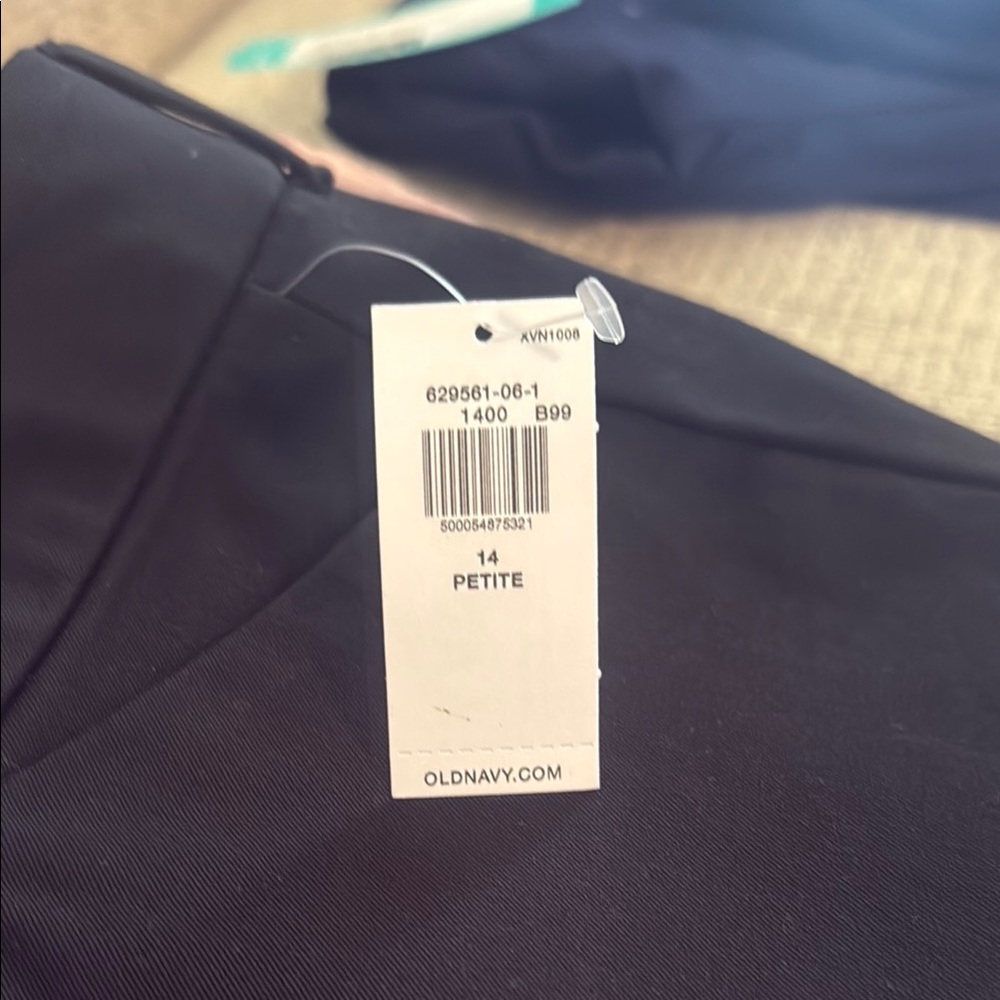 XVN1008
629561-06-1
1400 B99
500054875321
14
PETITE
OLDNAVY.COM